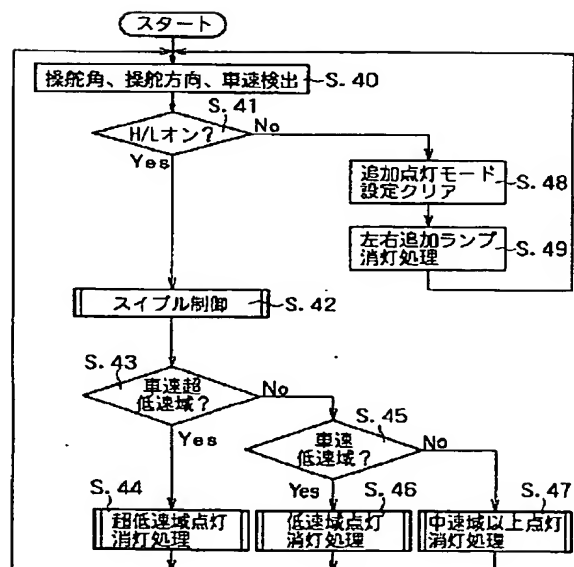 スタート
操舵角、操舵方向、車速検出
S.40
S.41
H/Lオン?
No
Yes
追加点灯モード
設定クリア
S.48
左右追加ランプ
消灯処理
S.49
スイブル制御
S.42
S.43
車速超
低速域?
No
Yes
S.45
車速
低速域?
No
Yes
S.44
超低速域点灯
消灯処理
S.46
低速域点灯
消灯処理
S.47
中速域以上点灯
消灯処理